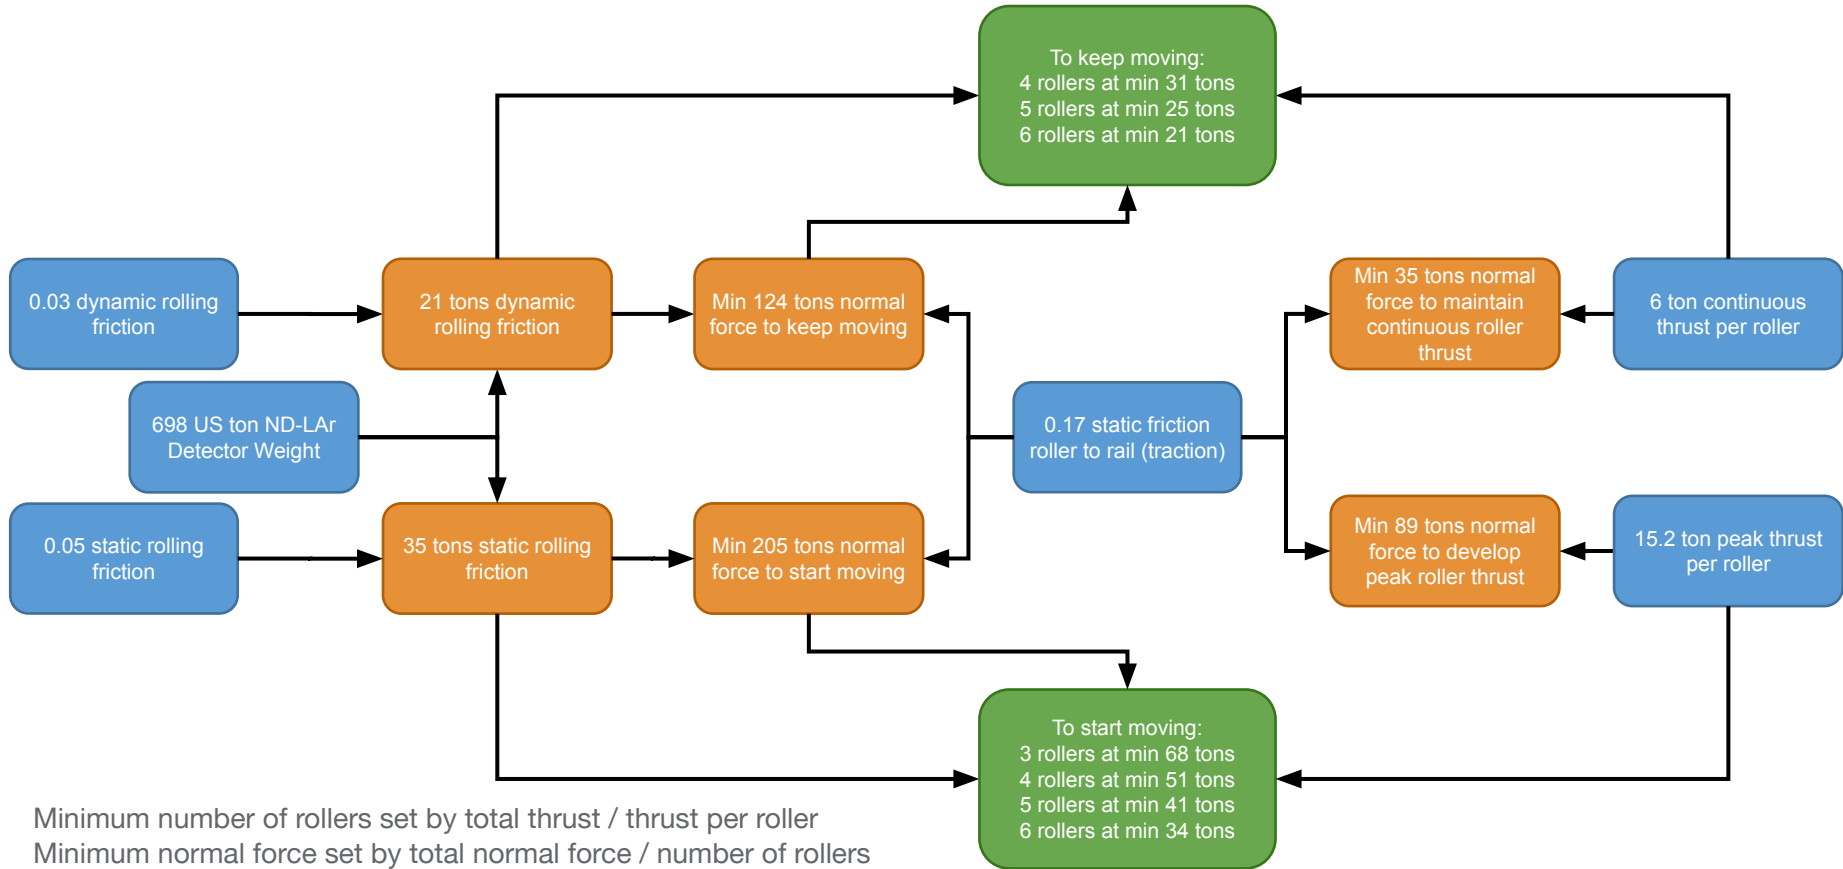 To keep moving:
4 rollers at min 31 tons
5 rollers at min 25 tons
6 rollers at min 21 tons
0.03 dynamic rolling
friction
21 tons dynamic
rolling friction
Min 124 tons normal
force to keep moving
Min 35 tons normal
force to maintain
continuous roller
thrust
6 ton continuous
thrust per roller
698 US ton ND-LAr
Detector Weight
0.17 static friction
roller to rail (traction)
0.05 static rolling
friction
35 tons static rolling
friction
Min 205 tons normal
force to start moving
Min 89 tons normal
force to develop
peak roller thrust
15.2 ton peak thrust
per roller
To start moving:
3 rollers at min 68 tons
4 rollers at min 51 tons
5 rollers at min 41 tons
6 rollers at min 34 tons
Minimum number of rollers set by total thrust / thrust per roller
Minimum normal force set by total normal force / number of rollers